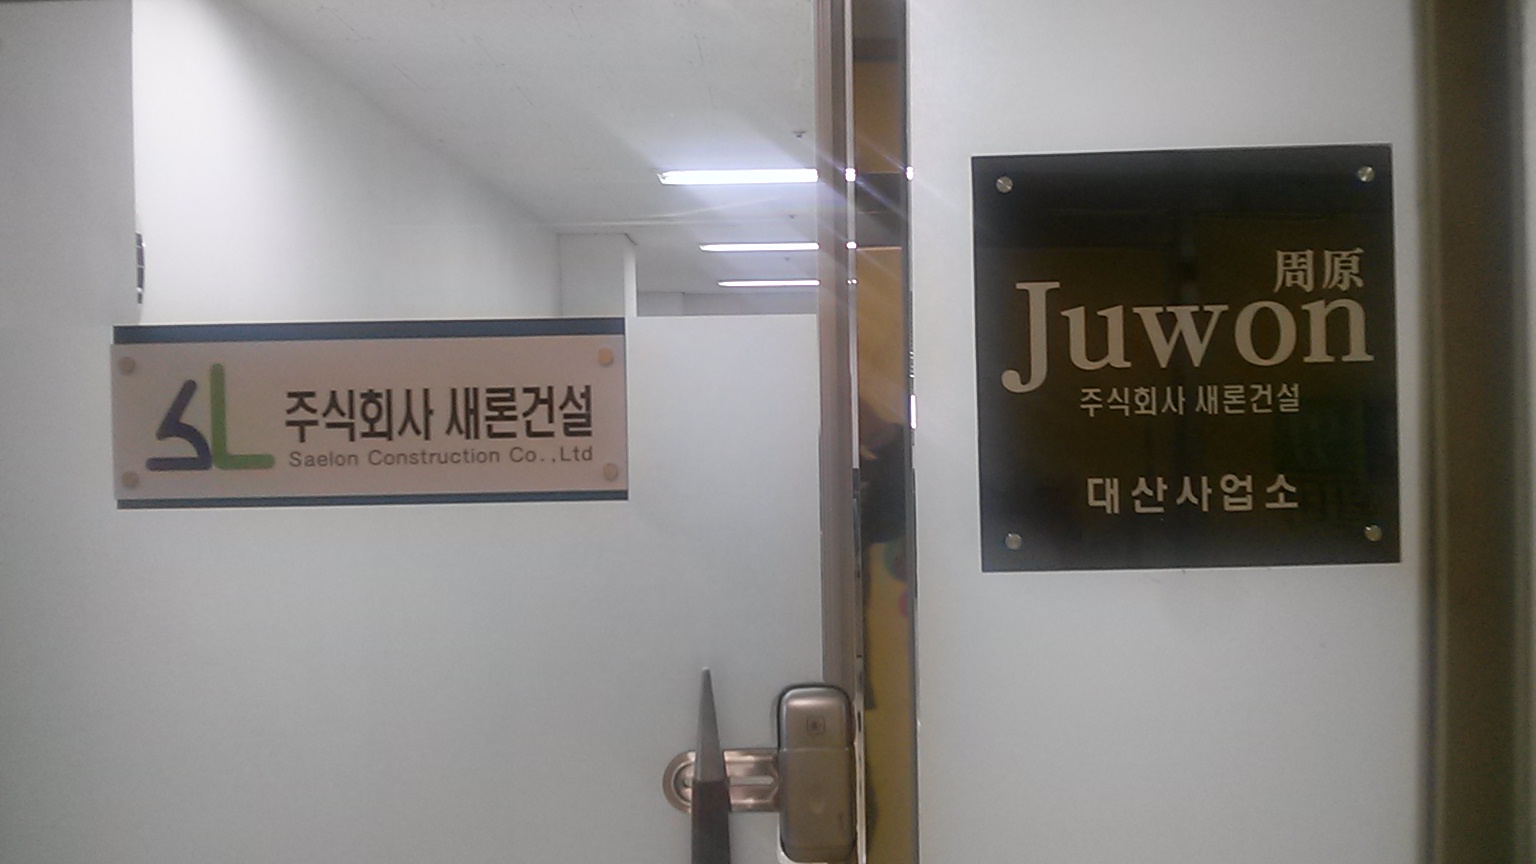 SL
주식회사 새론건설
Saelon Construction Co.,Ltd
周原
Juwon
주식회사 새론건설
대산사업소